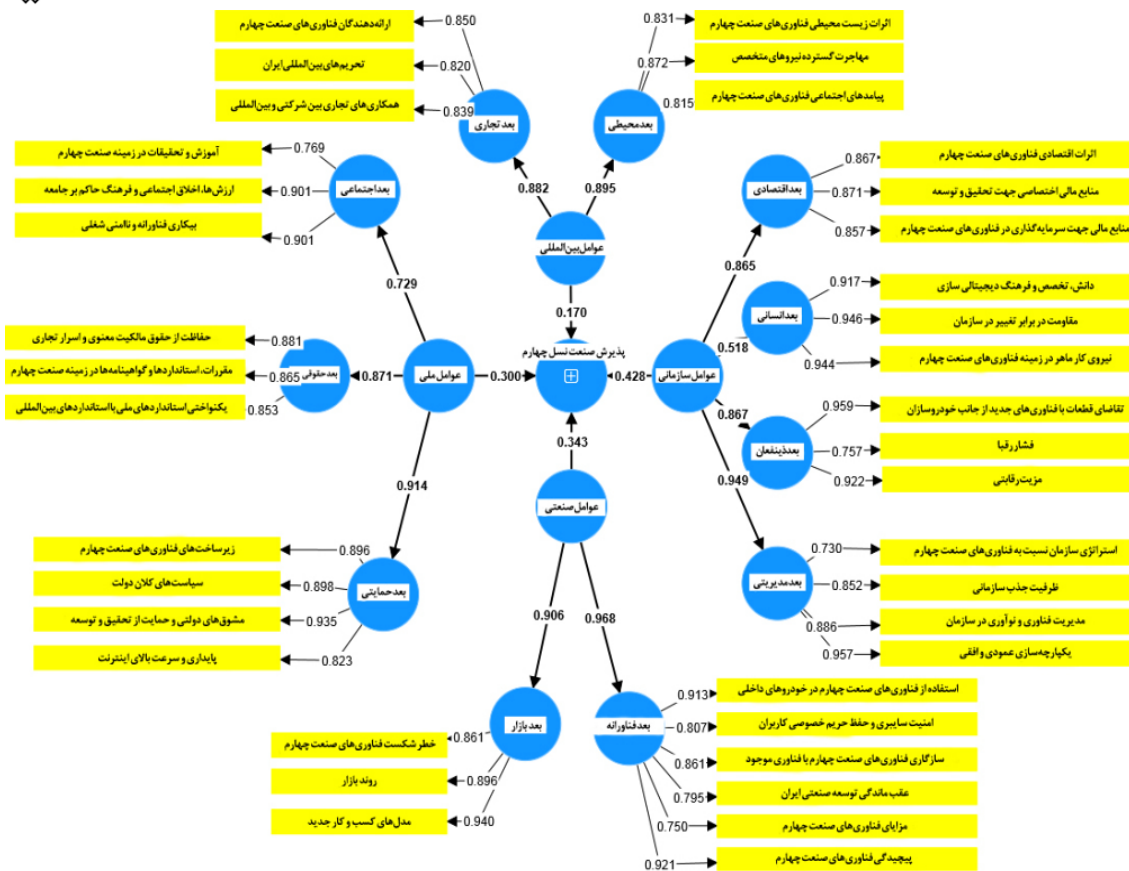 ارائه‌دهندگان فناوری‌های صنعت چهارم
0.850
تحریم‌های بین‌المللی ایران
0.820
همکاری‌های تجاری بین شرکتی و بین‌المللی
0.839
بعد تجاری
اثرات زیست محیطی فناوری‌های صنعت چهارم
0.831
مهاجرت گسترده نیروهای متخصص
0.872
پیامدهای اجتماعی فناوری‌های صنعت چهارم
0.815
بعد محیطی
0.882
0.895
عوامل بین‌المللی
0.170
آموزش و تحقیقات در زمینه صنعت چهارم
0.769
ارزش‌ها، اخلاق اجتماعی و فرهنگ حاکم بر جامعه
0.901
بیکاری فناورانه و ناامنی شغلی
0.901
بعد اجتماعی
0.729
اثرات اقتصادی فناوری‌های صنعت چهارم
0.867
منابع مالی اختصاصی جهت تحقیق و توسعه
0.871
منابع مالی جهت سرمایه‌گذاری در فناوری‌های صنعت چهارم
0.857
بعد اقتصادی
0.865
دانش، تخصص و فرهنگ دیجیتالی سازی
0.917
مقاومت در برابر تغییر در سازمان
0.946
نیروی کار ماهر در زمینه فناوری‌های صنعت چهارم
0.944
بعد انسانی
0.518
حفاظت از حقوق مالکیت معنوی و اسرار تجاری
0.881
مقررات، استانداردها و گواهینامه‌ها در زمینه صنعت چهارم
0.865
یکنواختی استانداردهای ملی با استانداردهای بین‌المللی
0.853
بعد حقوقی
0.871
عوامل ملی
0.300
پذیرش صنعت نسل چهارم
0.428
عوامل سازمانی
0.867
تقاضای قطعات با فناوری‌های جدید از جانب خودروسازان
0.959
فشار رقبا
0.757
مزیت رقابتی
0.922
بعد ذینفعان
0.949
0.343
عوامل صنعتی
0.914
زیرساخت‌های فناوری‌های صنعت چهارم
0.896
سیاست‌های کلان دولت
0.898
مشوق‌های دولتی و حمایت از تحقیق و توسعه
0.935
پایداری و سرعت بالای اینترنت
0.823
بعد حمایتی
استراتژی سازمان نسبت به فناوری‌های صنعت چهارم
0.730
ظرفیت جذب سازمانی
0.852
مدیریت فناوری و نوآوری در سازمان
0.886
یکپارچه‌سازی عمودی و افقی
0.957
بعد مدیریتی
0.906
0.968
خطر شکست فناوری‌های صنعت چهارم
0.861
روند بازار
0.896
مدل‌های کسب و کار جدید
0.940
بعد بازار
استفاده از فناوری‌های صنعت چهارم در خودروهای داخلی
0.913
امنیت سایبری و حفظ حریم خصوصی کاربران
0.807
سازگاری فناوری‌های صنعت چهارم با فناوری موجود
0.861
عقب ماندگی توسعه صنعتی ایران
0.795
مزایای فناوری‌های صنعت چهارم
0.750
پیچیدگی فناوری‌های صنعت چهارم
0.921
بعد فناورانه